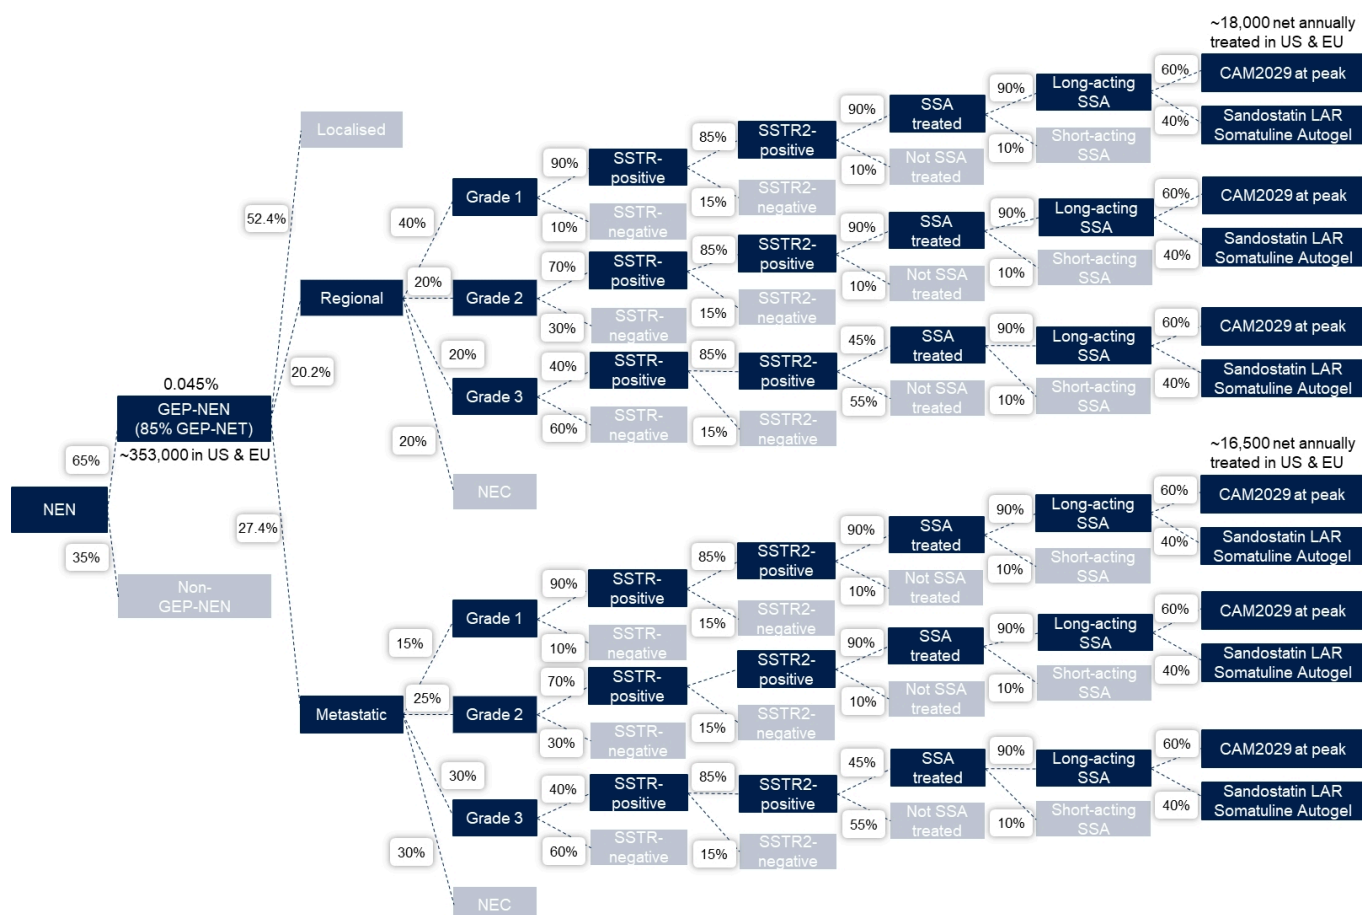 ~18,000 net annually
treated in US & EU
60%
CAM2029 at peak
90%
Long-acting
SSA
40%
Sandostatin LAR
Somatuline Autogel
90%
SSA
treated
10%
Short-acting
SSA
85%
SSTR2-
positive
10%
Not SSA
treated
90%
SSTR-
positive
15%
SSTR2-
negative
Localised
Grade 1
10%
SSTR-
negative
60%
CAM2029 at peak
90%
Long-acting
SSA
40%
Sandostatin LAR
Somatuline Autogel
90%
SSA
treated
10%
Short-acting
SSA
85%
SSTR2-
positive
10%
Not SSA
treated
70%
SSTR-
positive
15%
SSTR2-
negative
52.4%
40%
20%
Regional
Grade 2
30%
SSTR-
negative
60%
CAM2029 at peak
90%
Long-acting
SSA
40%
Sandostatin LAR
Somatuline Autogel
45%
SSA
treated
10%
Short-acting
SSA
85%
SSTR2-
positive
55%
Not SSA
treated
40%
SSTR-
positive
15%
SSTR2-
negative
20%
Grade 3
60%
SSTR-
negative
20.2%
0.045%
GEP-NEN
(85% GEP-NET)
~353,000 in US & EU
20%
NEC
65%
NEN
35%
Non-
GEP-NEN
27.4%
~16,500 net annually
treated in US & EU
60%
CAM2029 at peak
90%
Long-acting
SSA
40%
Sandostatin LAR
Somatuline Autogel
90%
SSA
treated
10%
Short-acting
SSA
85%
SSTR2-
positive
10%
Not SSA
treated
90%
SSTR-
positive
15%
SSTR2-
negative
Grade 1
10%
SSTR-
negative
15%
60%
CAM2029 at peak
90%
Long-acting
SSA
40%
Sandostatin LAR
Somatuline Autogel
90%
SSA
treated
10%
Short-acting
SSA
SSTR2-
positive
10%
Not SSA
treated
70%
SSTR-
positive
15%
SSTR2-
negative
25%
Metastatic
Grade 2
30%
SSTR-
negative
60%
CAM2029 at peak
90%
Long-acting
SSA
40%
Sandostatin LAR
Somatuline Autogel
45%
SSA
treated
10%
Short-acting
SSA
85%
SSTR2-
positive
55%
Not SSA
treated
40%
SSTR-
positive
15%
SSTR2-
negative
30%
Grade 3
60%
SSTR-
negative
30%
NEC